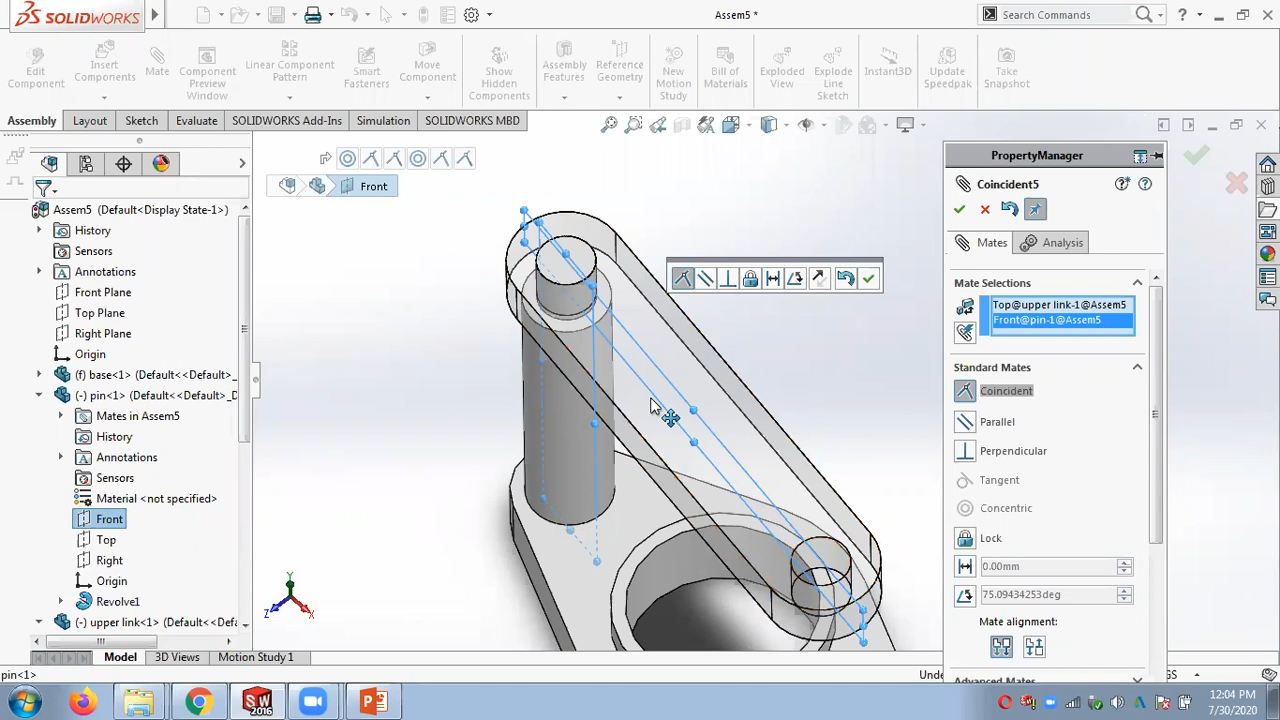 SOLIDWORKS
Assem5 *
Search Commands
Edit Component
Insert Components
Mate
Component Preview Window
Linear Component Pattern
Smart Fasteners
Move Component
Show Hidden Components
Assembly Features
Reference Geometry
New Motion Study
Bill of Materials
Exploded View
Explode Line Sketch
Instant3D
Update Speedpak
Take Snapshot
Assembly
Layout
Sketch
Evaluate
SOLIDWORKS Add-Ins
Simulation
SOLIDWORKS MBD
Front
Assem5 (Default<Display State-1>)
History
Sensors
Annotations
Front Plane
Top Plane
Right Plane
Origin
(f) base<1> (Default<<Default>_
(-) pin<1> (Default<<Default>_D
Mates in Assem5
History
Annotations
Sensors
Material <not specified>
Front
Top
Right
Origin
Revolve1
(-) upper link<1> (Default<<Defa
PropertyManager
Coincident5
Mates
Analysis
Mate Selections
Top@upper link-1@Assem5
Front@pin-1@Assem5
Standard Mates
Coincident
Parallel
Perpendicular
Tangent
Concentric
Lock
0.00mm
75.09434253deg
Mate alignment:
Advanced Mates
Y
Z
X
Model
3D Views
Motion Study 1
pin<1>
Unde
SW
2016
12:04 PM
7/30/2020